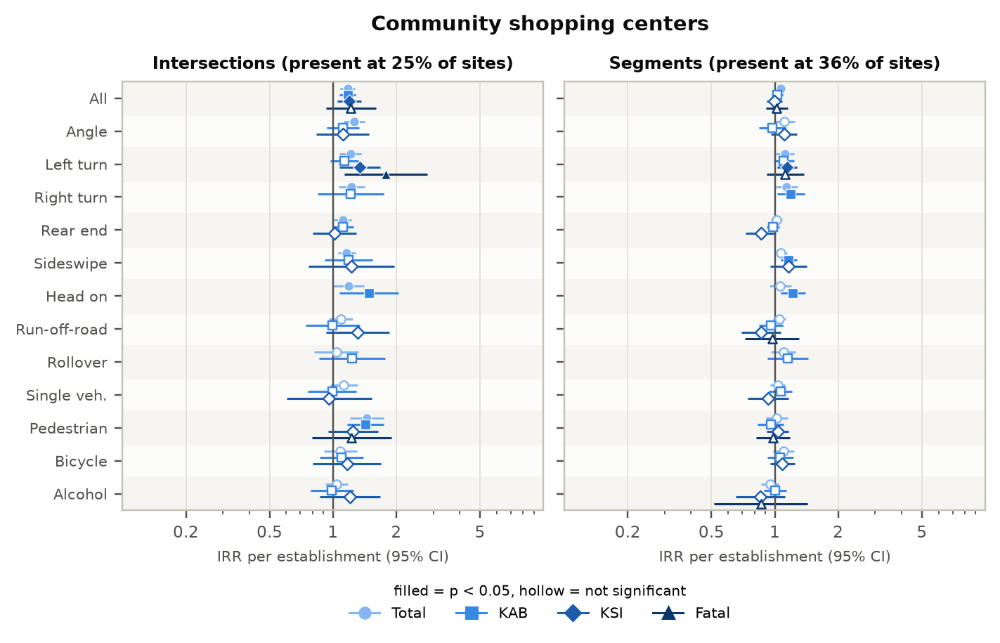 Community shopping centers
Intersections (present at 25% of sites)
Segments (present at 36% of sites)
All
Angle
Left turn
Right turn
Rear end
Sideswipe
Head on
Run-off-road
Rollover
Single veh.
Pedestrian
Bicycle
Alcohol
0.2 0.5 1 2 5
0.2 0.5 1 2 5
IRR per establishment (95% CI)
IRR per establishment (95% CI)
filled = p < 0.05, hollow = not significant
Total KAB KSI Fatal